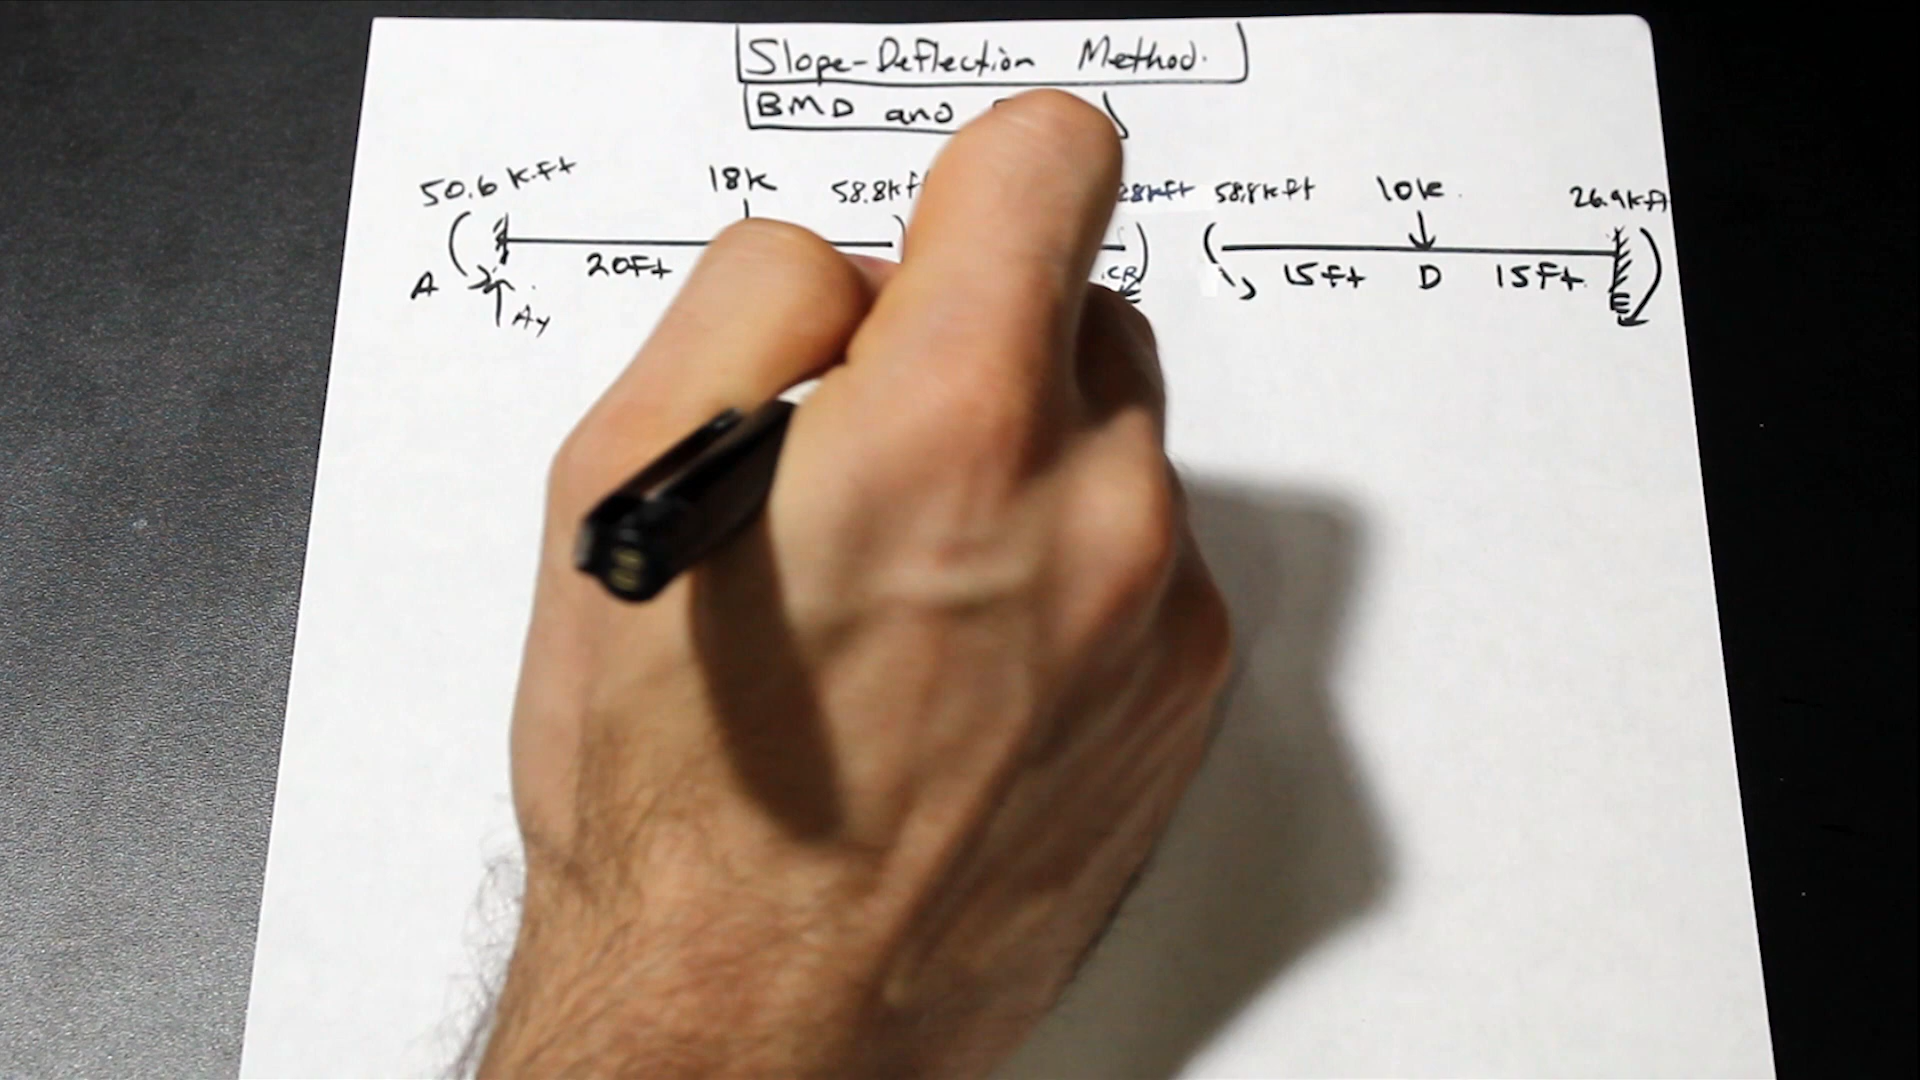 Slope-Deflection Method.
BMD and
50.6 k.ft 18k 58.8kf 58.8kft 10k. 26.9kft
A 20ft 15ft D 15ft.
Ay